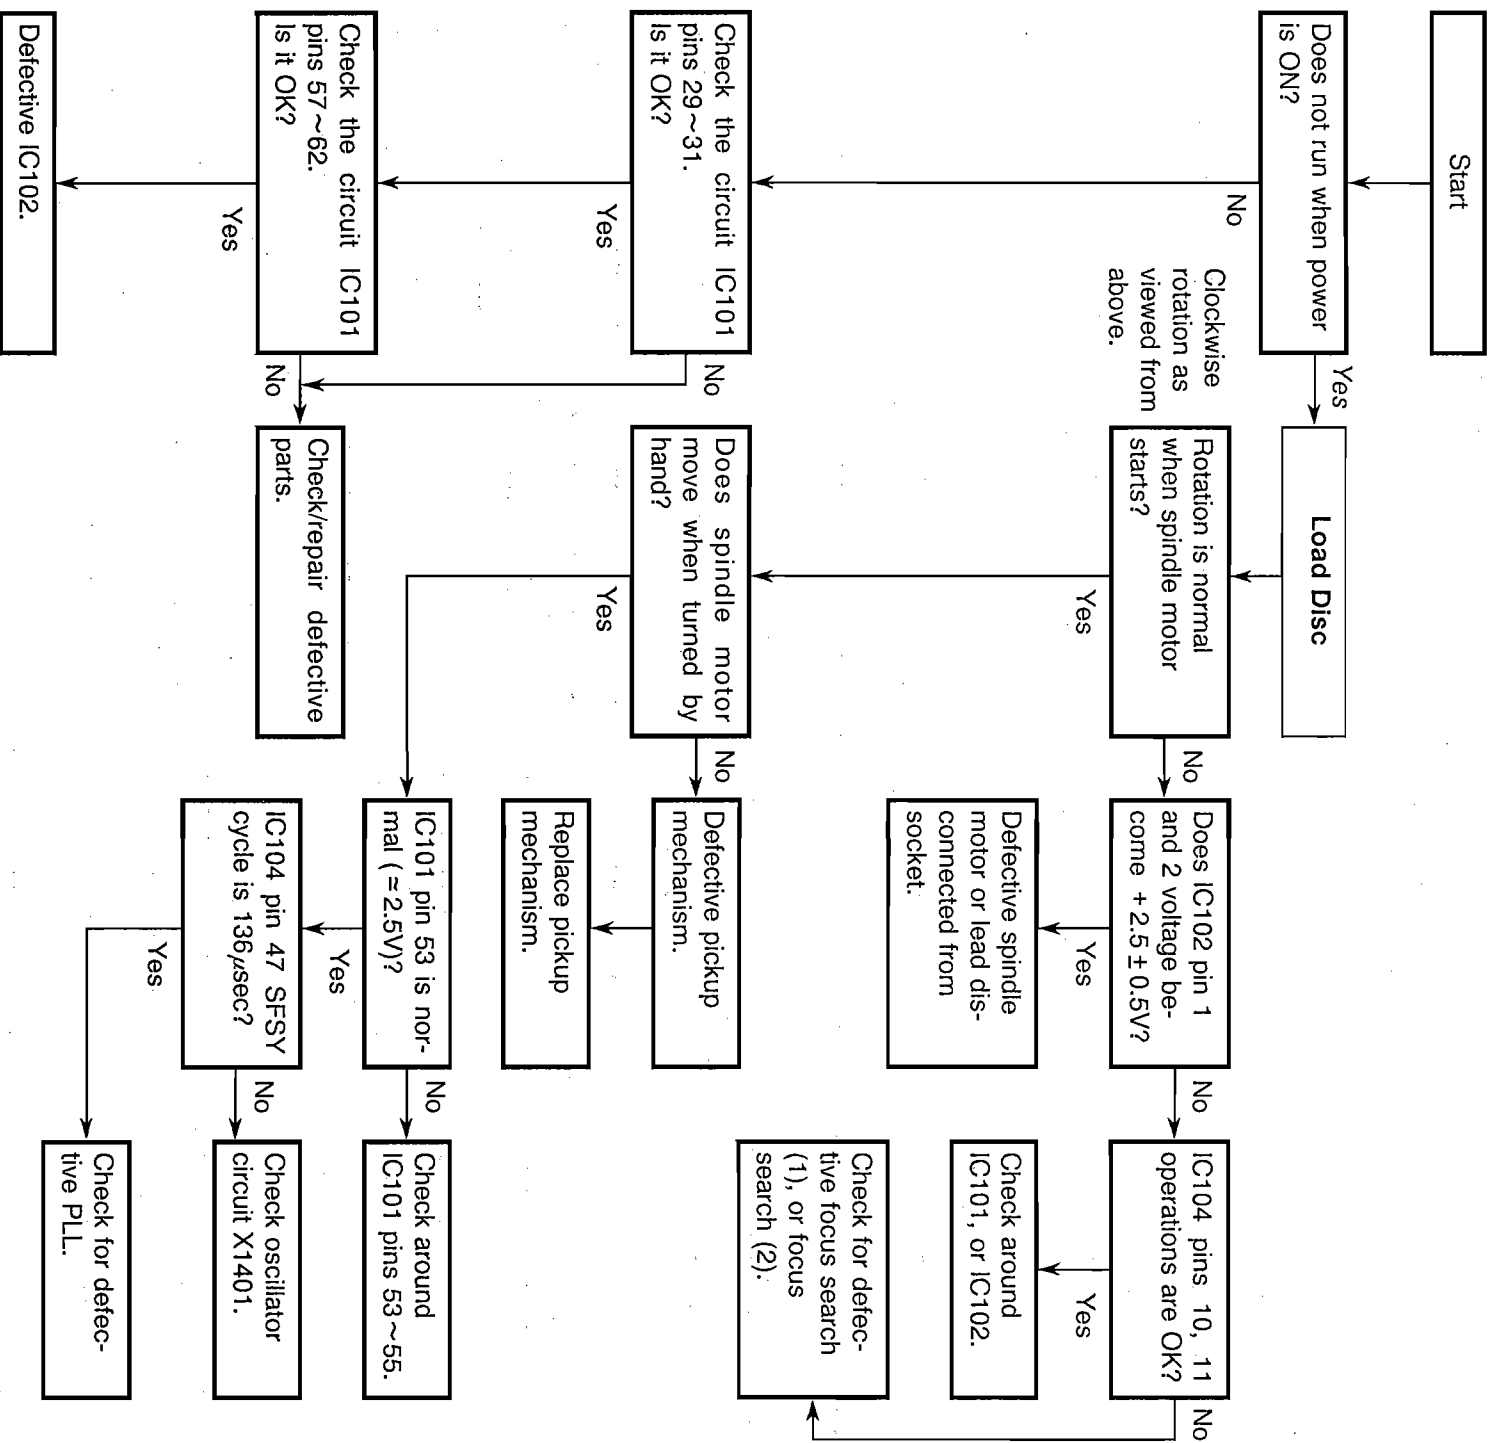 Start
Does not run when power
is ON?
No
Yes
Check the circuit IC101
pins 29~31.
Is it OK?
Yes
No
Check the circuit IC101
pins 57~62.
Is it OK?
Yes
No
Defective IC102.
Check/repair defective
parts.
Load Disc
Clockwise
rotation as
viewed from
above.
Rotation is normal
when spindle motor
starts?
Yes
No
Does spindle motor
move when turned by
hand?
Yes
No
Does IC102 pin 1
and 2 voltage be-
come +2.5±0.5V?
Yes
No
Defective spindle
motor or lead dis-
connected from
socket.
Defective pickup
mechanism.
Replace pickup
mechanism.
IC101 pin 53 is nor-
mal (≃2.5V)?
Yes
No
IC104 pin 47 SFSY
cycle is 136μsec?
Yes
No
IC104 pins 10, 11
operations are OK?
Yes
No
Check around
IC101, or IC102.
Check for defec-
tive focus search
(1), or focus
search (2).
Check around
IC101 pins 53~55.
Check oscillator
circuit X1401.
Check for defec-
tive PLL.